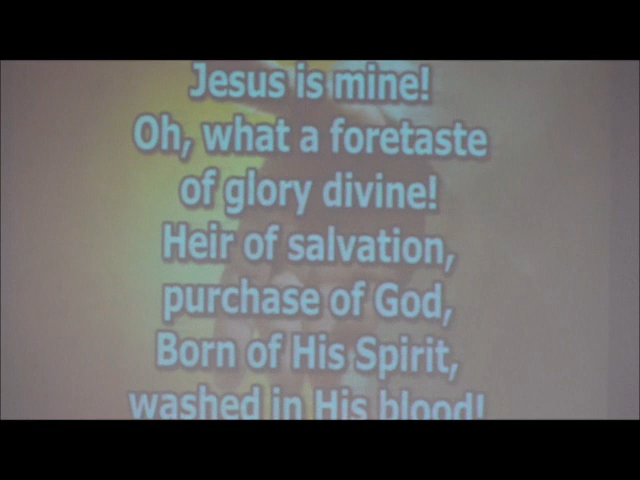 Jesus is mine!
Oh, what a foretaste
of glory divine!
Heir of salvation,
purchase of God,
Born of His Spirit,
washed in His blood!